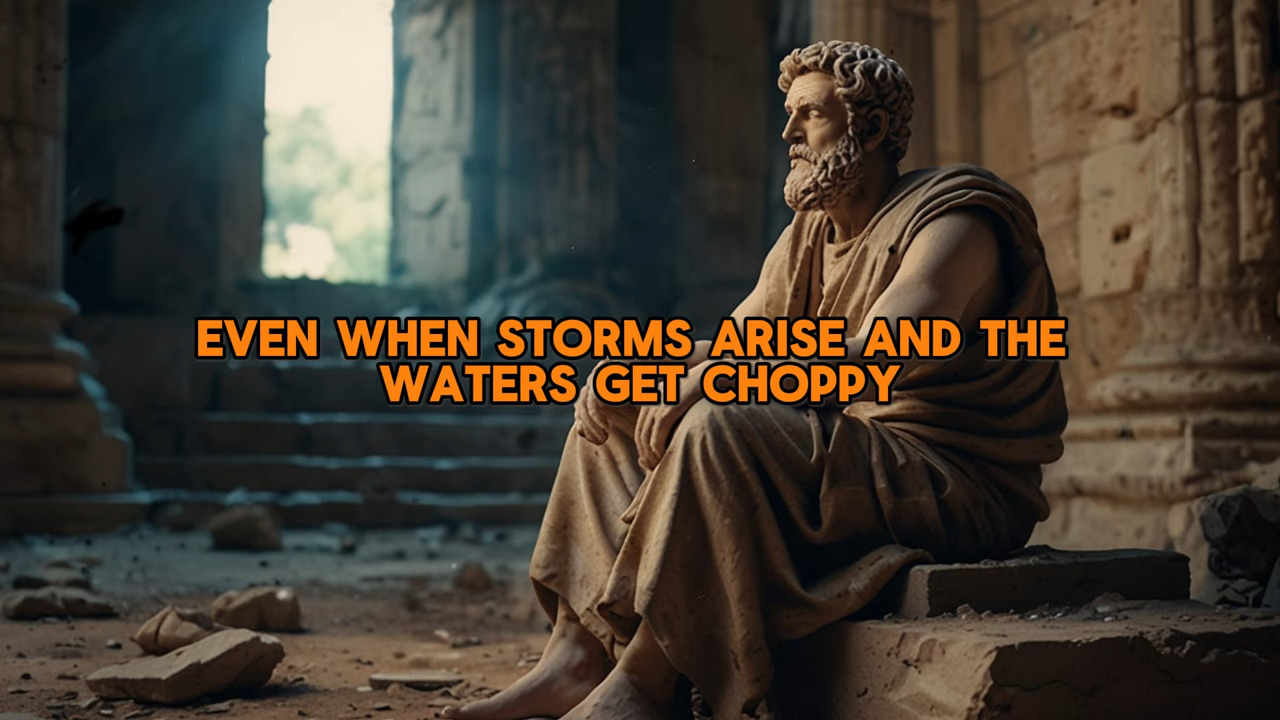 EVEN WHEN STORMS ARISE AND THE
WATERS GET CHOPPY